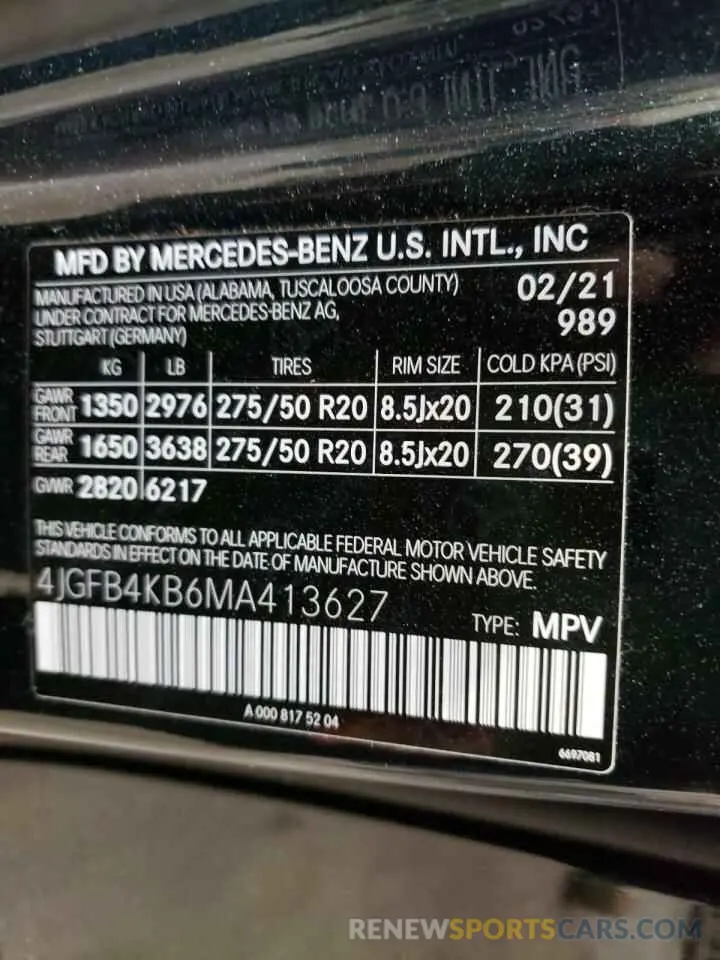 MFD BY MERCEDES-BENZ U.S. INTL., INC
MANUFACTURED IN USA (ALABAMA, TUSCALOOSA COUNTY) 02/21
UNDER CONTRACT FOR MERCEDES-BENZ AG, 989
STUTTGART (GERMANY)
KG LB TIRES RIM SIZE COLD KPA (PSI)
GAWR FRONT 1350 2976 275/50 R20 8.5Jx20 210(31)
GAWR REAR 1650 3638 275/50 R20 8.5Jx20 270(39)
GVWR 2820 6217
THIS VEHICLE CONFORMS TO ALL APPLICABLE FEDERAL MOTOR VEHICLE SAFETY
STANDARDS IN EFFECT ON THE DATE OF MANUFACTURE SHOWN ABOVE.
4JGFB4KB6MA413627
TYPE: MPV
A 000 817 52 04
6697081
RENEWSPORTSCARS.COM